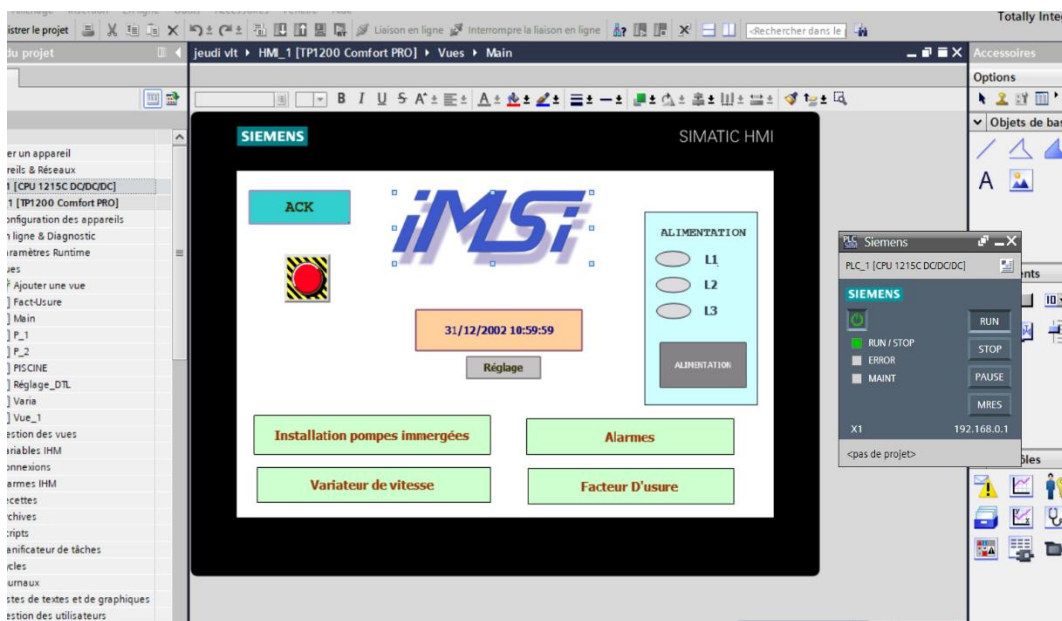 istrer le projet
Liaison en ligne
Interrompre la liaison en ligne
<Rechercher dans le
Totally Inte
du projet
jeudi vlt ▸ HMI_1 [TP1200 Comfort PRO] ▸ Vues ▸ Main
Accessoires
Options
B I U S A
Objets de bas
A
er un appareil
reils & Réseaux
1 [CPU 1215C DC/DC/DC]
1 [TP1200 Comfort PRO]
onfiguration des appareils
n ligne & Diagnostic
aramètres Runtime
ues
Ajouter une vue
Fact-Usure
Main
P_1
P_2
PISCINE
Réglage_DTL
Varia
Vue_1
estion des vues
ariables IHM
onnexions
armes IHM
ecettes
rchives
cripts
anificateur de tâches
ycles
urnaux
stes de textes et de graphiques
estion des utilisateurs
SIEMENS
SIMATIC HMI
ACK
iMSi
ALIMENTATION
L1
L2
L3
31/12/2002 10:59:59
Réglage
ALIMENTATION
Installation pompes immergées
Alarmes
Variateur de vitesse
Facteur D'usure
Siemens
PLC_1 [CPU 1215C DC/DC/DC]
SIEMENS
RUN
RUN / STOP
STOP
ERROR
MAINT
PAUSE
MRES
X1
192.168.0.1
<pas de projet>
ents
ôles